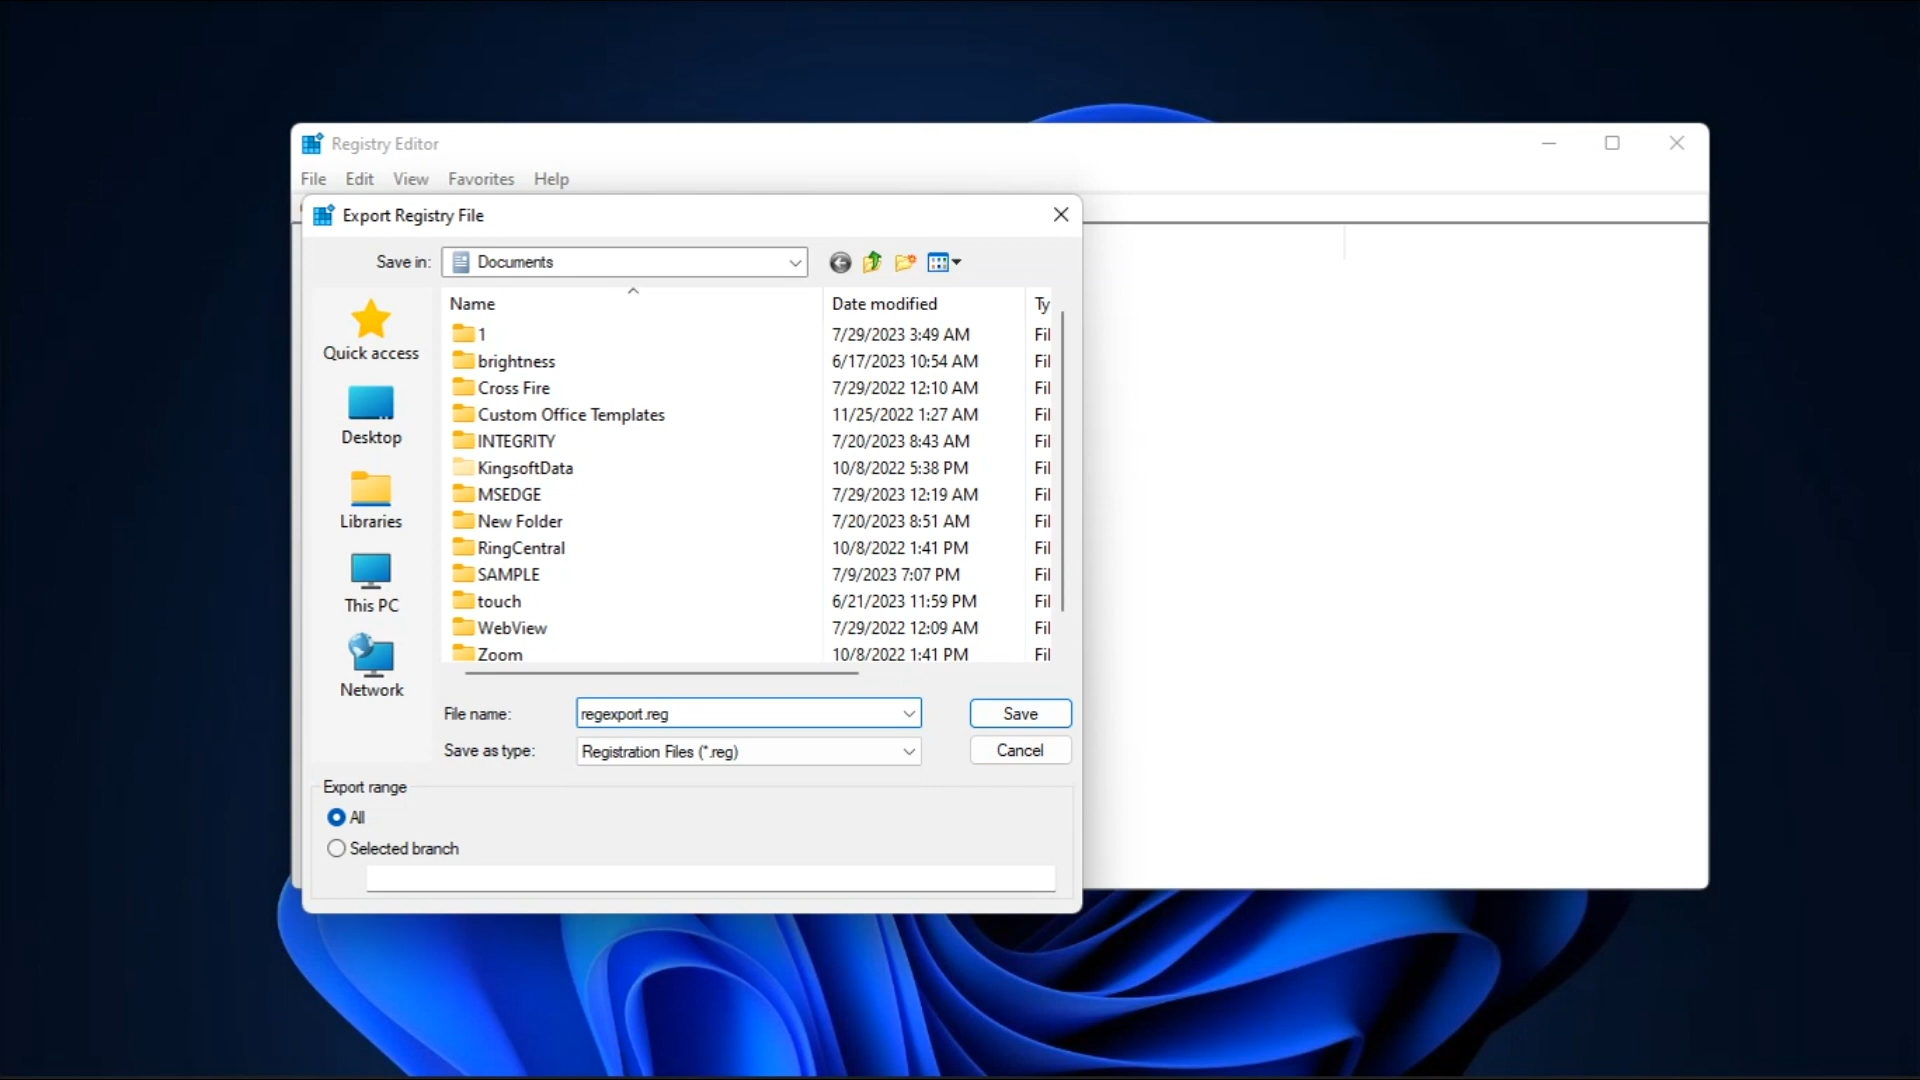 Registry Editor
File Edit View Favorites Help
Export Registry File
Save in: Documents
Name Date modified Ty
1 7/29/2023 3:49 AM Fil
brightness 6/17/2023 10:54 AM Fil
Cross Fire 7/29/2022 12:10 AM Fil
Custom Office Templates 11/25/2022 1:27 AM Fil
INTEGRITY 7/20/2023 8:43 AM Fil
KingsoftData 10/8/2022 5:38 PM Fil
MSEDGE 7/29/2023 12:19 AM Fil
New Folder 7/20/2023 8:51 AM Fil
RingCentral 10/8/2022 1:41 PM Fil
SAMPLE 7/9/2023 7:07 PM Fil
touch 6/21/2023 11:59 PM Fil
WebView 7/29/2022 12:09 AM Fil
Zoom 10/8/2022 1:41 PM Fil
Quick access
Desktop
Libraries
This PC
Network
File name: regexport.reg Save
Save as type: Registration Files (*.reg) Cancel
Export range
All
Selected branch